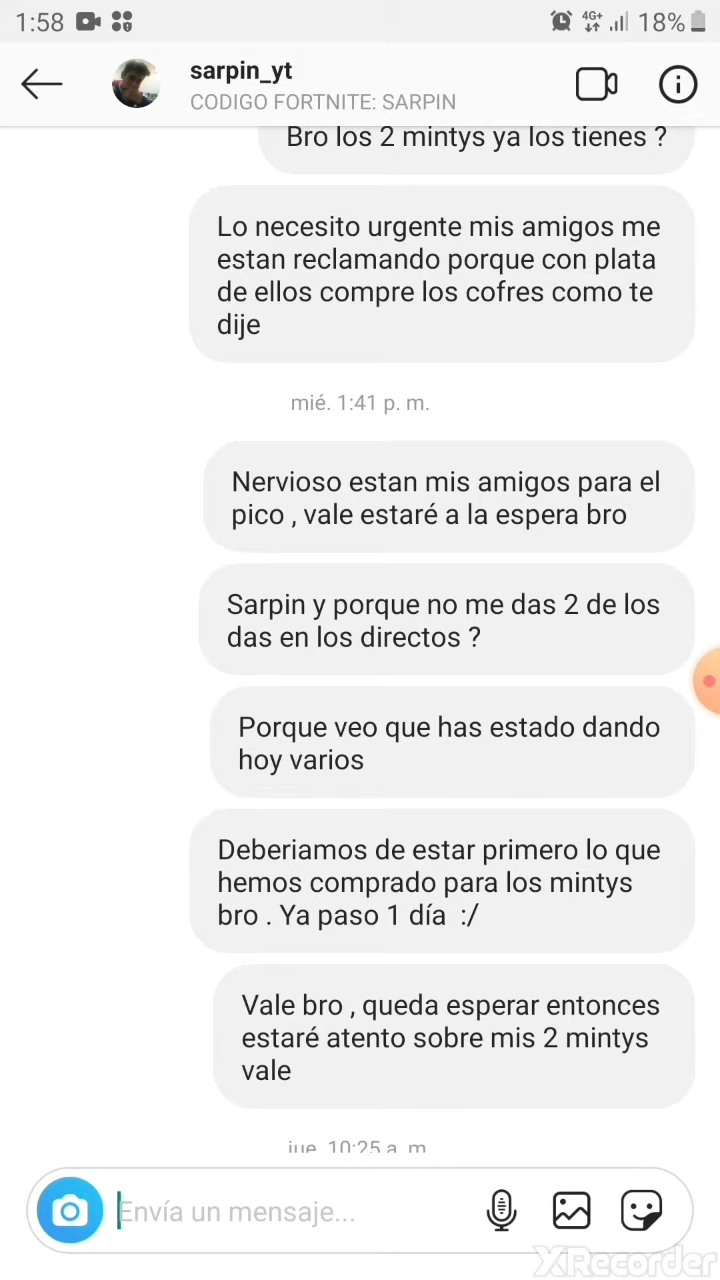 1:58
4G+
18%
sarpin_yt
CODIGO FORTNITE: SARPIN
Bro los 2 mintys ya los tienes ?
Lo necesito urgente mis amigos me
estan reclamando porque con plata
de ellos compre los cofres como te
dije
mié. 1:41 p. m.
Nervioso estan mis amigos para el
pico , vale estaré a la espera bro
Sarpin y porque no me das 2 de los
das en los directos ?
Porque veo que has estado dando
hoy varios
Deberiamos de estar primero lo que
hemos comprado para los mintys
bro . Ya paso 1 día :/
Vale bro , queda esperar entonces
estaré atento sobre mis 2 mintys
vale
jue. 10:25 a. m.
Envía un mensaje...
XRecorder